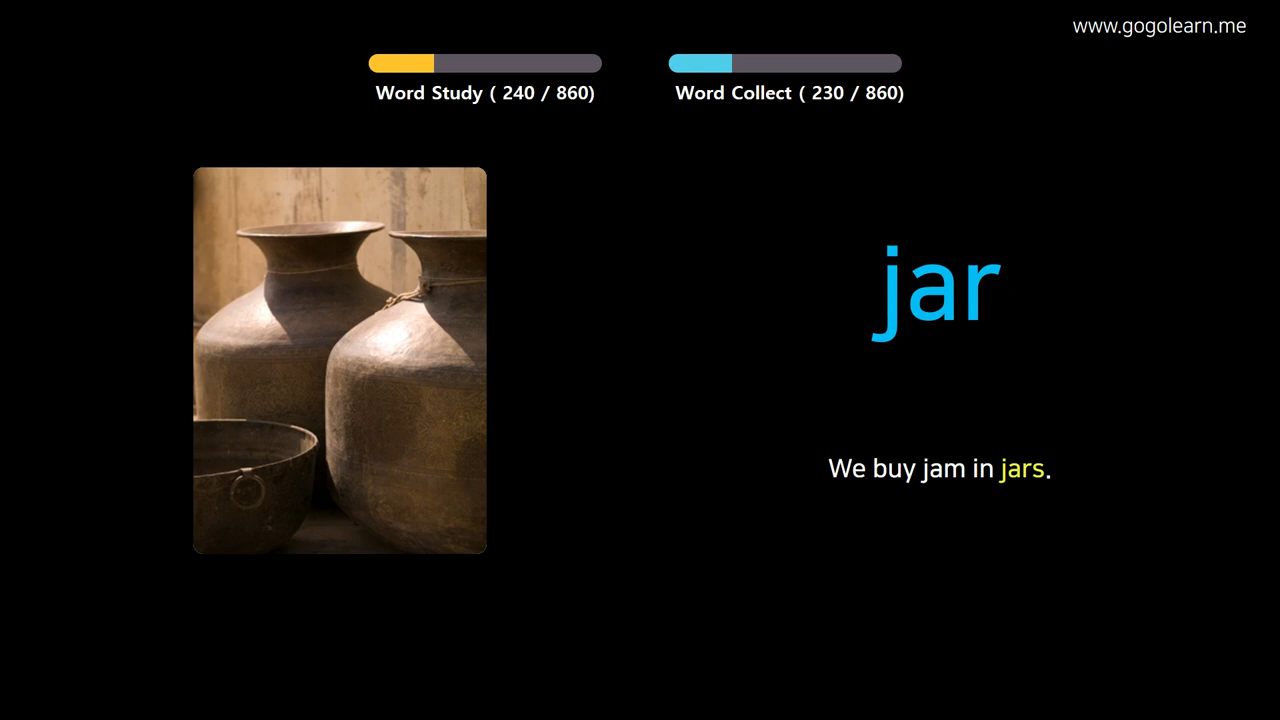 www.gogolearn.me
Word Study ( 240 / 860)
Word Collect ( 230 / 860)
jar
We buy jam in jars.